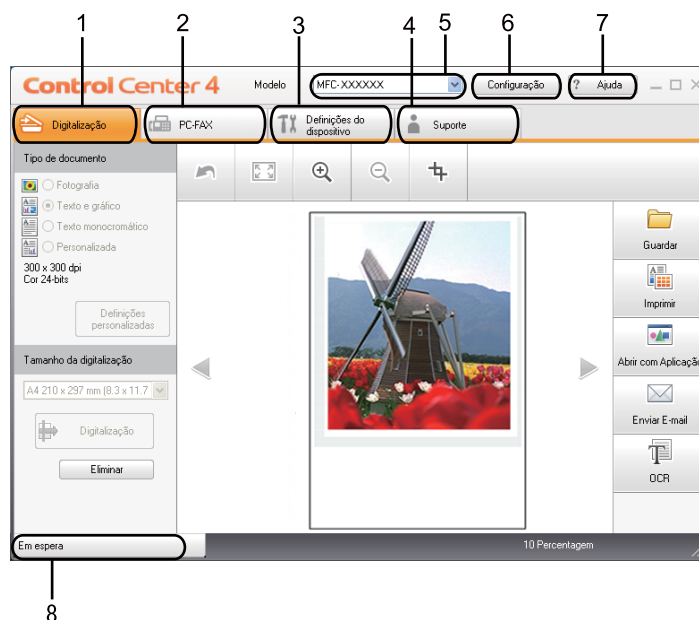 1 2 3 4 5 6 7
Control Center 4 Modelo MFC-XXXXXX Configuração ? Ajuda
Digitalização PC-FAX Definições do dispositivo Suporte
Tipo de documento
Fotografia
Texto e gráfico
Texto monocromático
Personalizada
300 x 300 dpi
Cor 24-bits
Definições
personalizadas
Tamanho da digitalização
A4 210 x 297 mm (8.3 x 11.7
Digitalização
Eliminar
Guardar
Imprimir
Abrir com Aplicação
Enviar E-mail
OCR
Em espera 10 Percentagem
8